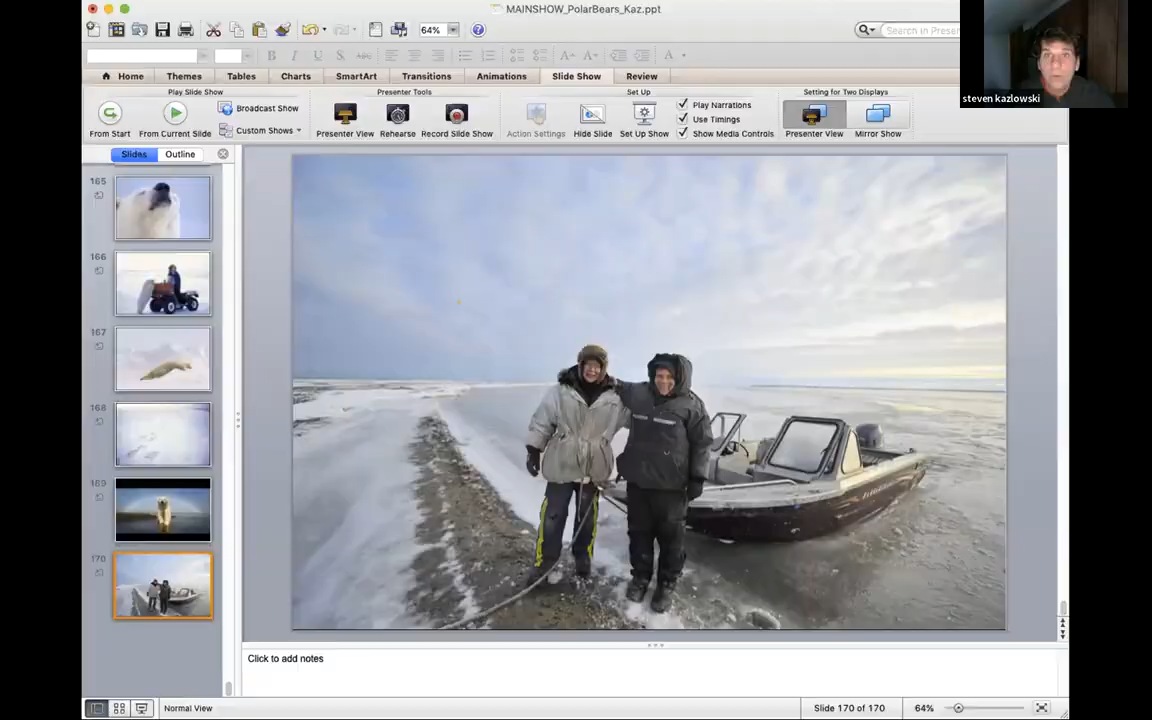 MAINSHOW_PolarBears_Kaz.ppt
64%
Search in Presen
Home Themes Tables Charts SmartArt Transitions Animations Slide Show Review
Play Slide Show Presenter Tools Set Up Setting for Two Displays
From Start
From Current Slide
Broadcast Show
Custom Shows
Presenter View
Rehearse
Record Slide Show
Action Settings
Hide Slide
Set Up Show
Play Narrations
Use Timings
Show Media Controls
Presenter View
Mirror Show
steven kazlowski
Slides Outline
165
166
167
168
169
170
Click to add notes
Normal View
Slide 170 of 170
64%